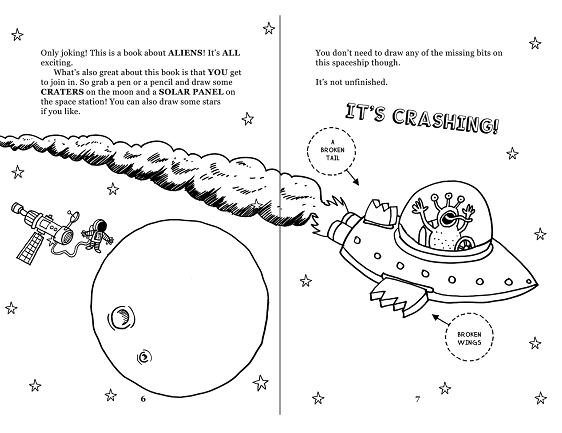 Only joking! This is a book about ALIENS! It's ALL
exciting.
What's also great about this book is that YOU get
to join in. So grab a pen or a pencil and draw some
CRATERS on the moon and a SOLAR PANEL on
the space station! You can also draw some stars
if you like.
6
You don't need to draw any of the missing bits on
this spaceship though.
It's not unfinished.
IT'S CRASHING!
A
BROKEN
TAIL
BROKEN
WINGS
7